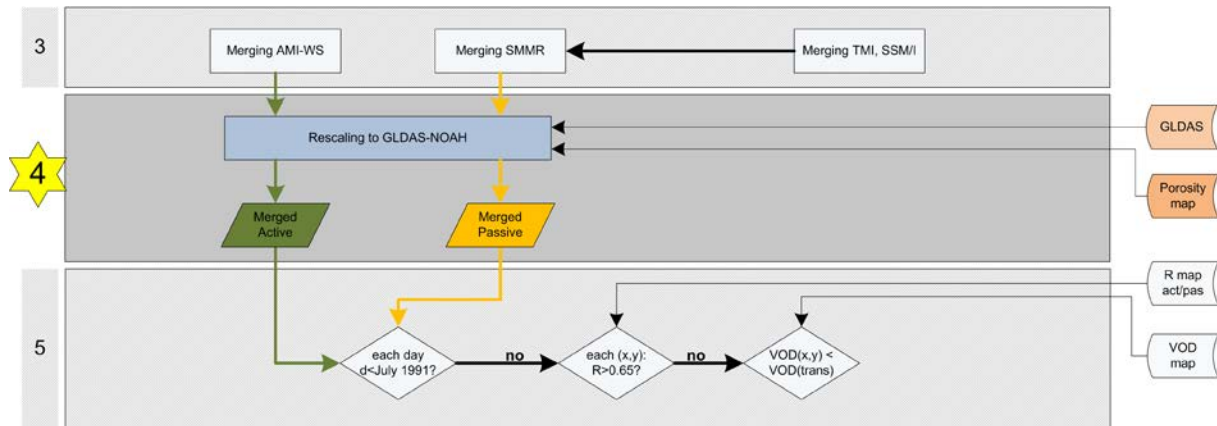 3
Merging AMI-WS
Merging SMMR
Merging TMI, SSM/I
4
Rescaling to GLDAS-NOAH
GLDAS
Porosity
map
Merged
Active
Merged
Passive
5
R map
act/pas
VOD
map
each day
d<July 1991?
no
each (x,y):
R>0.65?
no
VOD(x,y) <
VOD(trans)